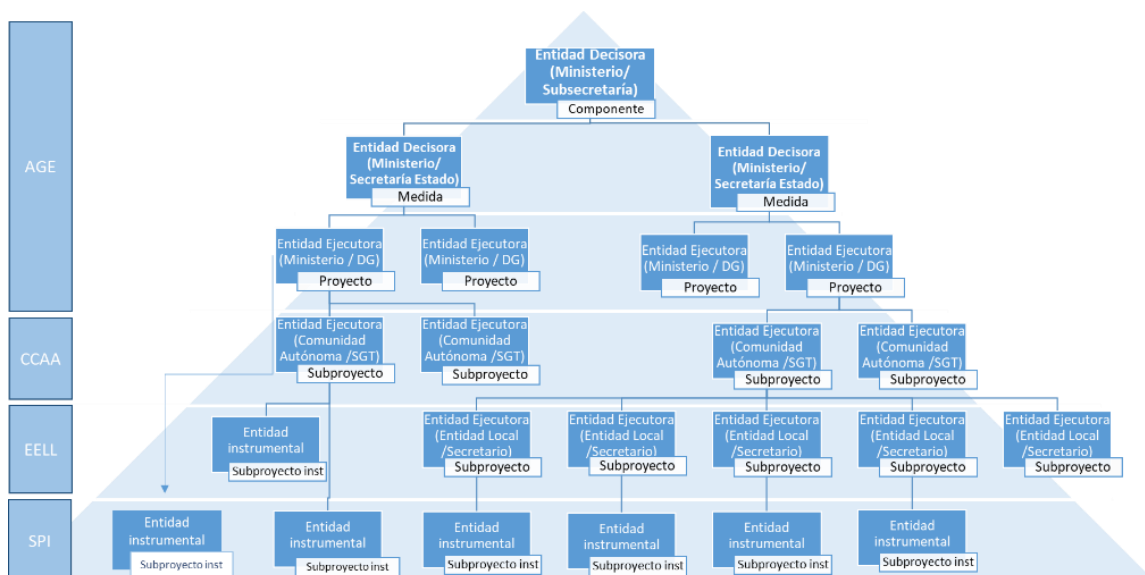 AGE
Entidad Decisora
(Ministerio/
Subsecretaría)
Componente
Entidad Decisora
(Ministerio/
Secretaría Estado)
Medida
Entidad Decisora
(Ministerio/
Secretaría Estado)
Medida
Entidad Ejecutora
(Ministerio / DG)
Proyecto
Entidad Ejecutora
(Ministerio / DG)
Proyecto
Entidad Ejecutora
(Ministerio / DG)
Proyecto
Entidad Ejecutora
(Ministerio / DG)
Proyecto
CCAA
Entidad Ejecutora
(Comunidad
Autónoma /SGT)
Subproyecto
Entidad Ejecutora
(Comunidad
Autónoma /SGT)
Subproyecto
Entidad Ejecutora
(Comunidad
Autónoma /SGT)
Subproyecto
Entidad Ejecutora
(Comunidad
Autónoma /SGT)
Subproyecto
EELL
Entidad
instrumental
Subproyecto inst
Entidad Ejecutora
(Entidad Local
/Secretario)
Subproyecto
Entidad Ejecutora
(Entidad Local
/Secretario)
Subproyecto
Entidad Ejecutora
(Entidad Local
/Secretario)
Subproyecto
Entidad Ejecutora
(Entidad Local
/Secretario)
Subproyecto
Entidad Ejecutora
(Entidad Local
/Secretario)
Subproyecto
SPI
Entidad
instrumental
Subproyecto inst
Entidad
instrumental
Subproyecto inst
Entidad
instrumental
Subproyecto inst
Entidad
instrumental
Subproyecto inst
Entidad
instrumental
Subproyecto inst
Entidad
instrumental
Subproyecto inst